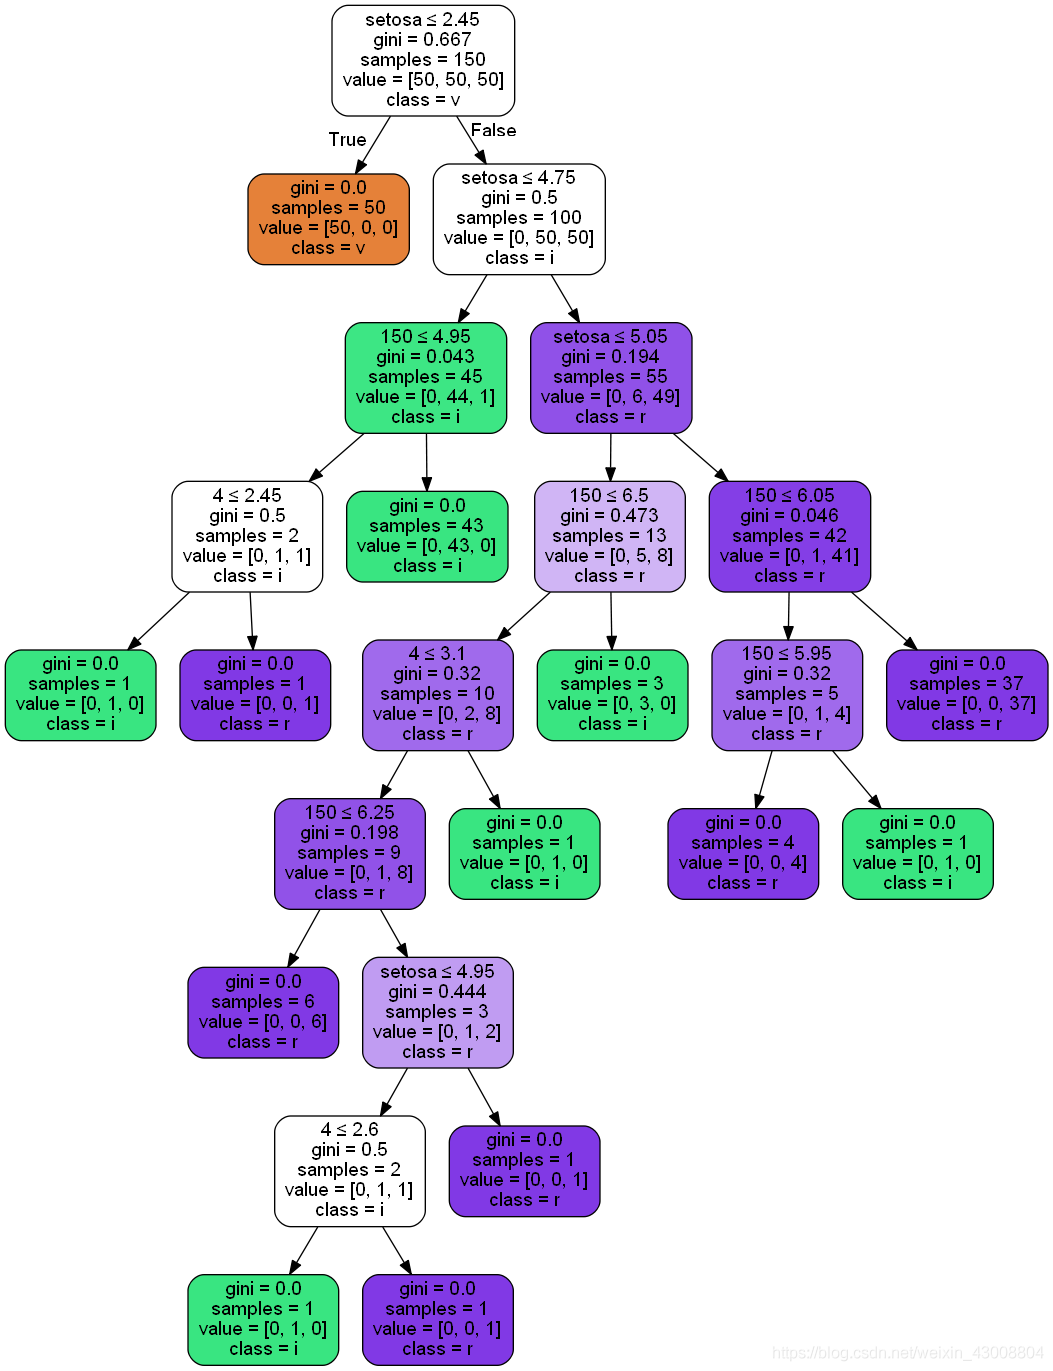 setosa ≤ 2.45
gini = 0.667
samples = 150
value = [50, 50, 50]
class = v
True
False
gini = 0.0
samples = 50
value = [50, 0, 0]
class = v
setosa ≤ 4.75
gini = 0.5
samples = 100
value = [0, 50, 50]
class = i
150 ≤ 4.95
gini = 0.043
samples = 45
value = [0, 44, 1]
class = i
setosa ≤ 5.05
gini = 0.194
samples = 55
value = [0, 6, 49]
class = r
4 ≤ 2.45
gini = 0.5
samples = 2
value = [0, 1, 1]
class = i
gini = 0.0
samples = 43
value = [0, 43, 0]
class = i
150 ≤ 6.5
gini = 0.473
samples = 13
value = [0, 5, 8]
class = r
150 ≤ 6.05
gini = 0.046
samples = 42
value = [0, 1, 41]
class = r
gini = 0.0
samples = 1
value = [0, 1, 0]
class = i
gini = 0.0
samples = 1
value = [0, 0, 1]
class = r
4 ≤ 3.1
gini = 0.32
samples = 10
value = [0, 2, 8]
class = r
gini = 0.0
samples = 3
value = [0, 3, 0]
class = i
150 ≤ 5.95
gini = 0.32
samples = 5
value = [0, 1, 4]
class = r
gini = 0.0
samples = 37
value = [0, 0, 37]
class = r
150 ≤ 6.25
gini = 0.198
samples = 9
value = [0, 1, 8]
class = r
gini = 0.0
samples = 1
value = [0, 1, 0]
class = i
gini = 0.0
samples = 4
value = [0, 0, 4]
class = r
gini = 0.0
samples = 1
value = [0, 1, 0]
class = i
gini = 0.0
samples = 6
value = [0, 0, 6]
class = r
setosa ≤ 4.95
gini = 0.444
samples = 3
value = [0, 1, 2]
class = r
4 ≤ 2.6
gini = 0.5
samples = 2
value = [0, 1, 1]
class = i
gini = 0.0
samples = 1
value = [0, 0, 1]
class = r
gini = 0.0
samples = 1
value = [0, 1, 0]
class = i
gini = 0.0
samples = 1
value = [0, 0, 1]
class = r
https://blog.csdn.net/weixin_43008804